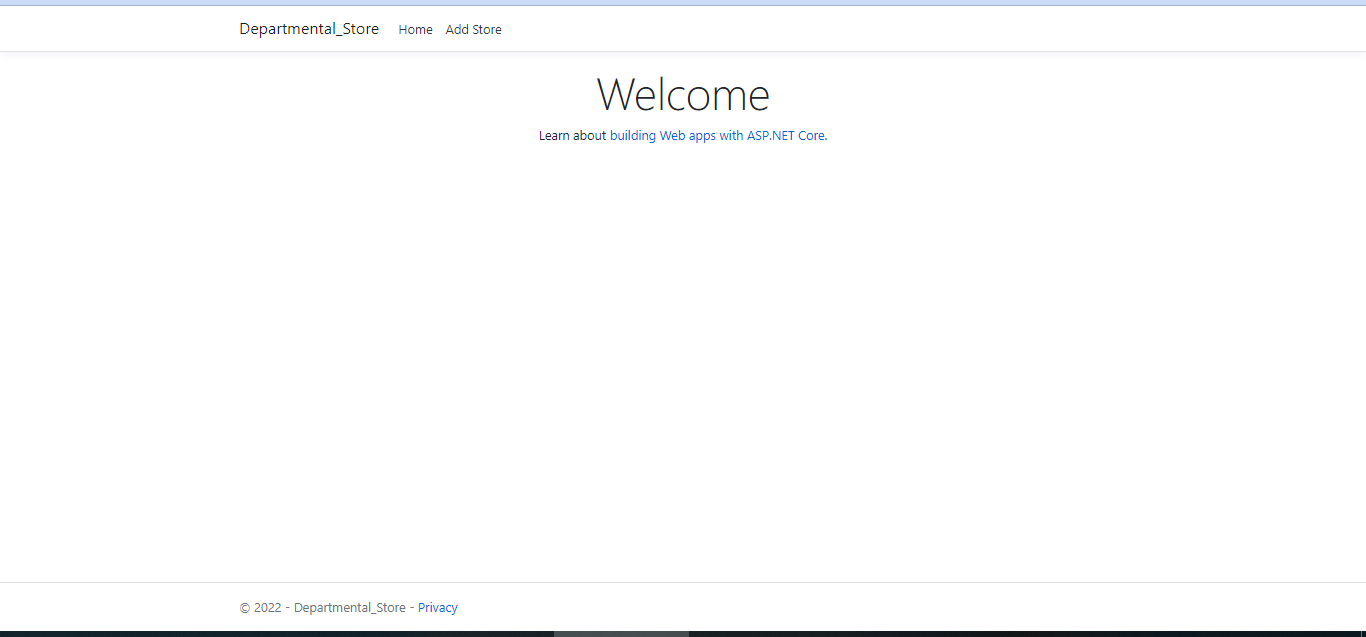 Departmental_Store Home Add Store
Welcome
Learn about building Web apps with ASP.NET Core.
© 2022 - Departmental_Store - Privacy